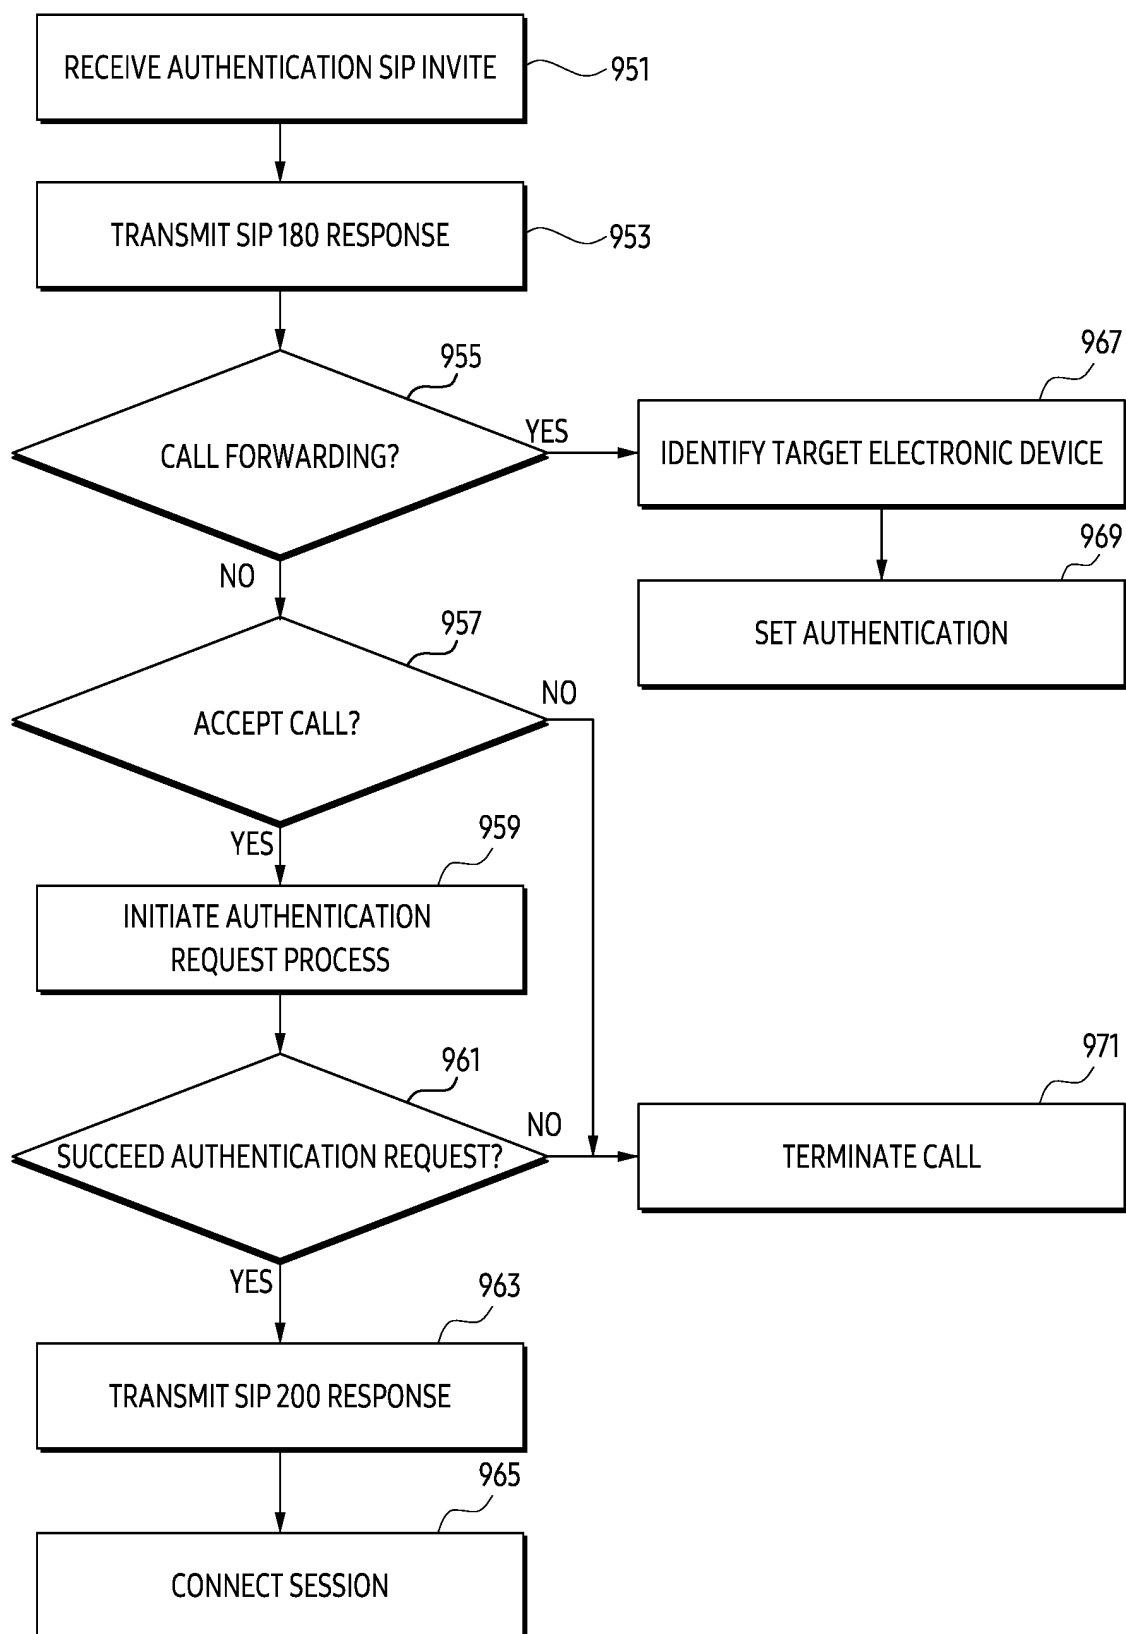 RECEIVE AUTHENTICATION SIP INVITE
951
TRANSMIT SIP 180 RESPONSE
953
955
CALL FORWARDING?
YES
NO
967
IDENTIFY TARGET ELECTRONIC DEVICE
969
SET AUTHENTICATION
957
ACCEPT CALL?
NO
YES
959
INITIATE AUTHENTICATION
REQUEST PROCESS
961
SUCCEED AUTHENTICATION REQUEST?
NO
YES
971
TERMINATE CALL
963
TRANSMIT SIP 200 RESPONSE
965
CONNECT SESSION